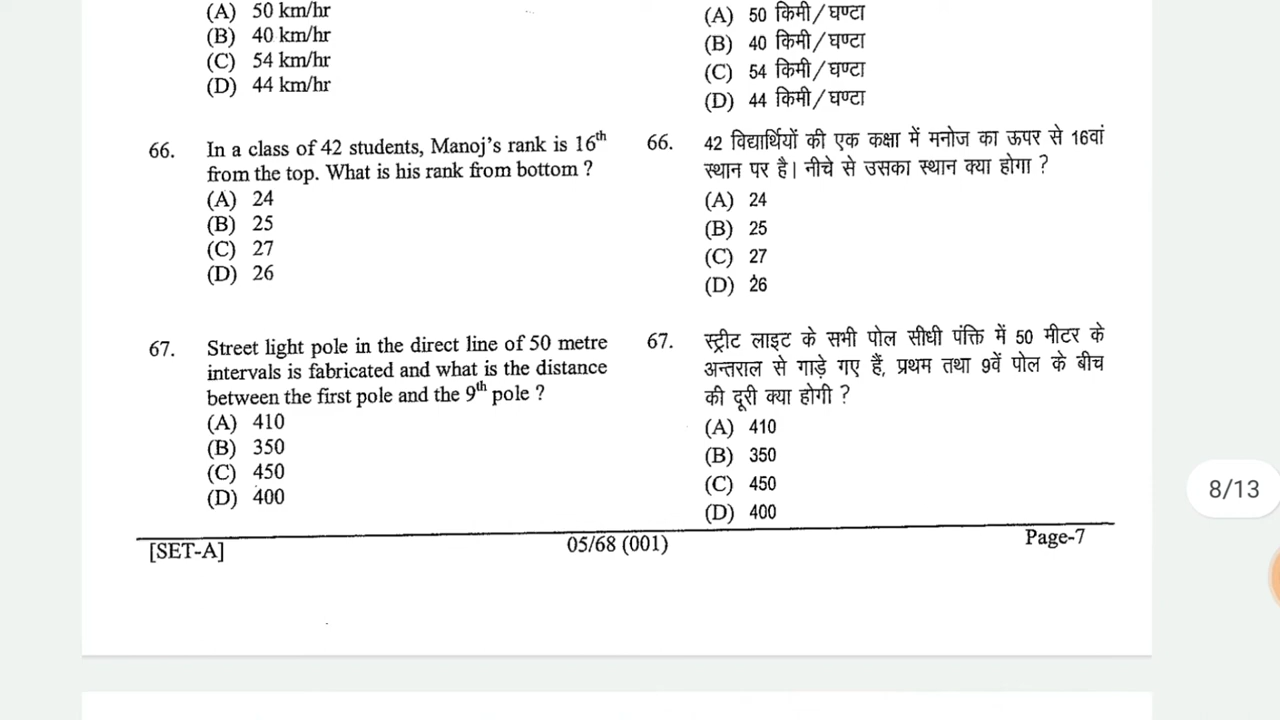 (A) 50 km/hr
(B) 40 km/hr
(C) 54 km/hr
(D) 44 km/hr
66. In a class of 42 students, Manoj's rank is 16th
from the top. What is his rank from bottom ?
(A) 24
(B) 25
(C) 27
(D) 26
67. Street light pole in the direct line of 50 metre
intervals is fabricated and what is the distance
between the first pole and the 9th pole ?
(A) 410
(B) 350
(C) 450
(D) 400
(A) 50 किमी/घण्टा
(B) 40 किमी/घण्टा
(C) 54 किमी/घण्टा
(D) 44 किमी/घण्टा
66. 42 विद्यार्थियों की एक कक्षा में मनोज का ऊपर से 16वां
स्थान पर है। नीचे से उसका स्थान क्या होगा ?
(A) 24
(B) 25
(C) 27
(D) 26
67. स्ट्रीट लाइट के सभी पोल सीधी पंक्ति में 50 मीटर के
अन्तराल से गाड़े गए हैं, प्रथम तथा 9वें पोल के बीच
की दूरी क्या होगी ?
(A) 410
(B) 350
(C) 450
(D) 400
[SET-A] 05/68 (001) Page-7
8/13